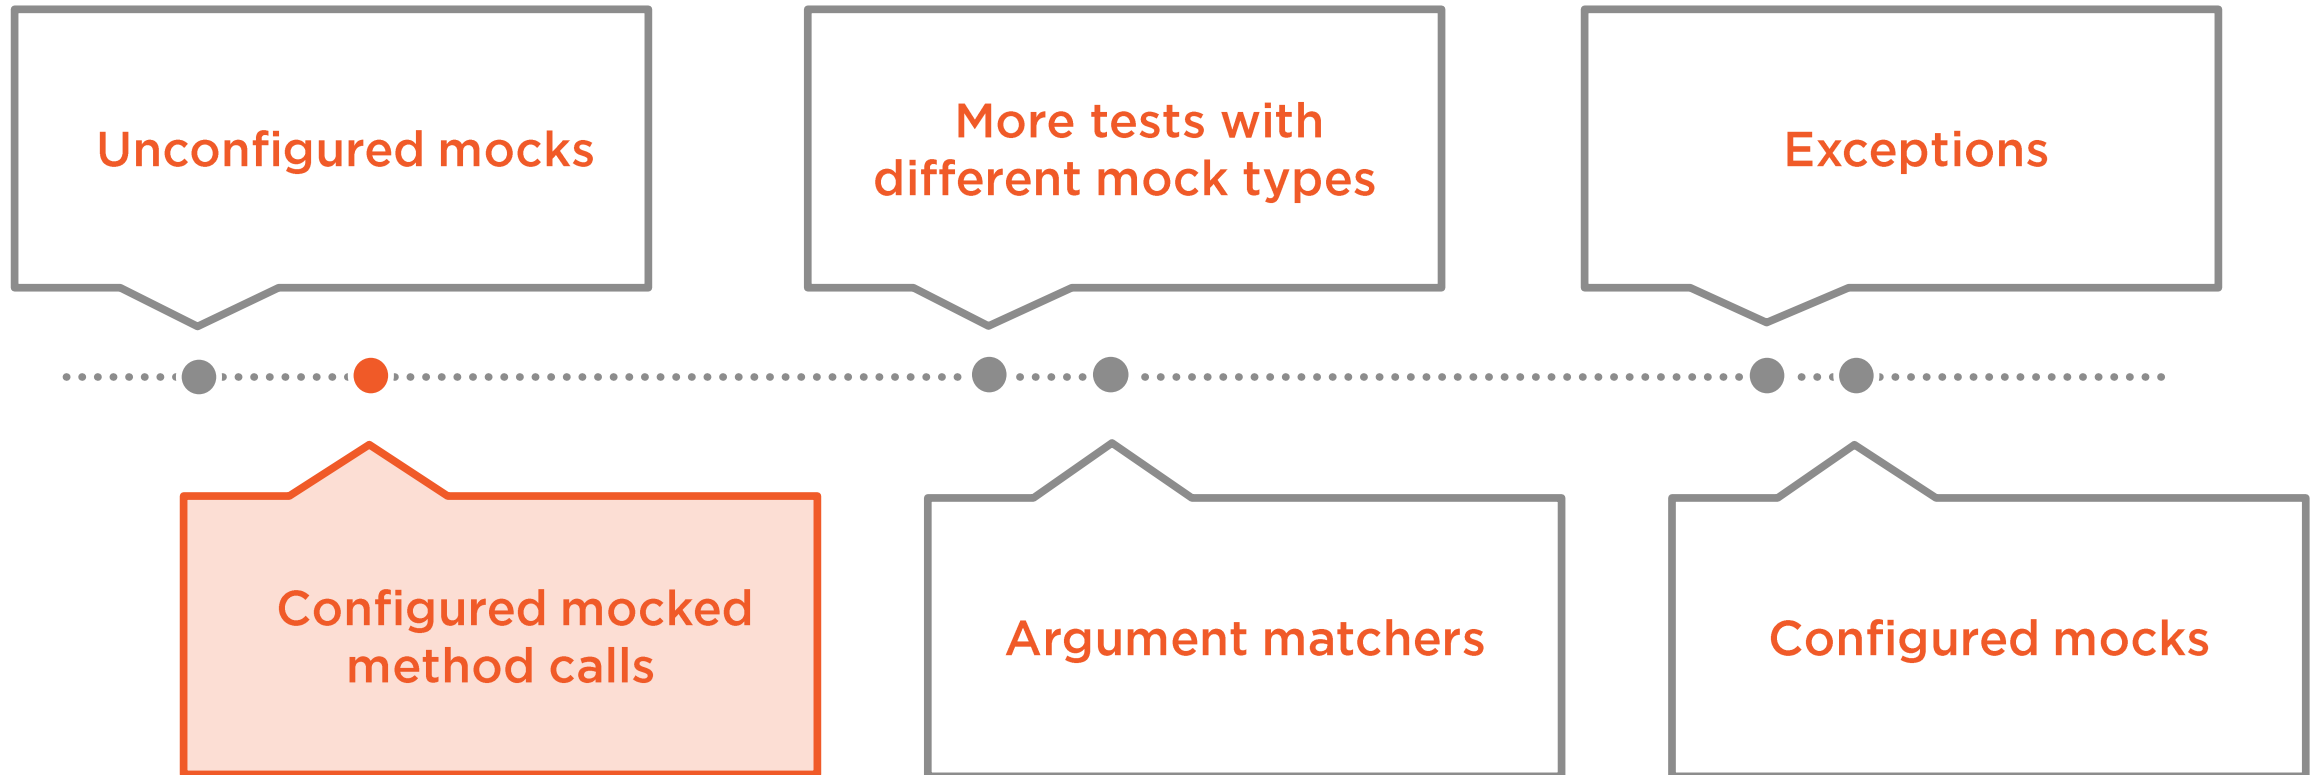 Unconfigured mocks
More tests with
different mock types
Exceptions
Configured mocked
method calls
Argument matchers
Configured mocks